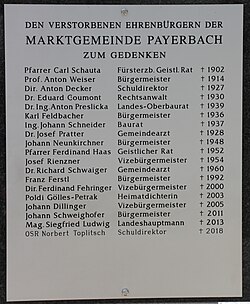 DEN VERSTORBENEN EHRENBÜRGERN DER
MARKTGEMEINDE PAYERBACH
ZUM GEDENKEN
Pfarrer Carl Schauta Fürsterzb. Geistl. Rat † 1902
Prof. Anton Weiser Bürgermeister † 1914
Dir. Anton Decker Schuldirektor † 1927
Dr. Eduard Goumont Rechtsanwalt † 1930
Dr. Ing. Anton Preslicka Landes-Oberbaurat † 1939
Karl Feldbacher Bürgermeister † 1936
Ing. Johann Schneider Baurat † 1937
Dr. Josef Pratter Gemeindearzt † 1928
Johann Neunkirchner Bürgermeister † 1948
Pfarrer Ferdinand Haas Geistlicher Rat † 1952
Josef Rienzner Vizebürgermeister † 1954
Dr. Richard Schwaiger Gemeindearzt † 1960
Franz Ferstl Bürgermeister † 1992
Dir. Ferdinand Fehringer Vizebürgermeister † 2000
Poldi Gölles-Petrak Heimatdichterin † 2003
Johann Dillinger Vizebürgermeister † 2005
Johann Schweighofer Bürgermeister † 2011
Mag. Siegfried Ludwig Landeshauptmann † 2013
OSR Norbert Toplitsch Schuldirektor † 2018